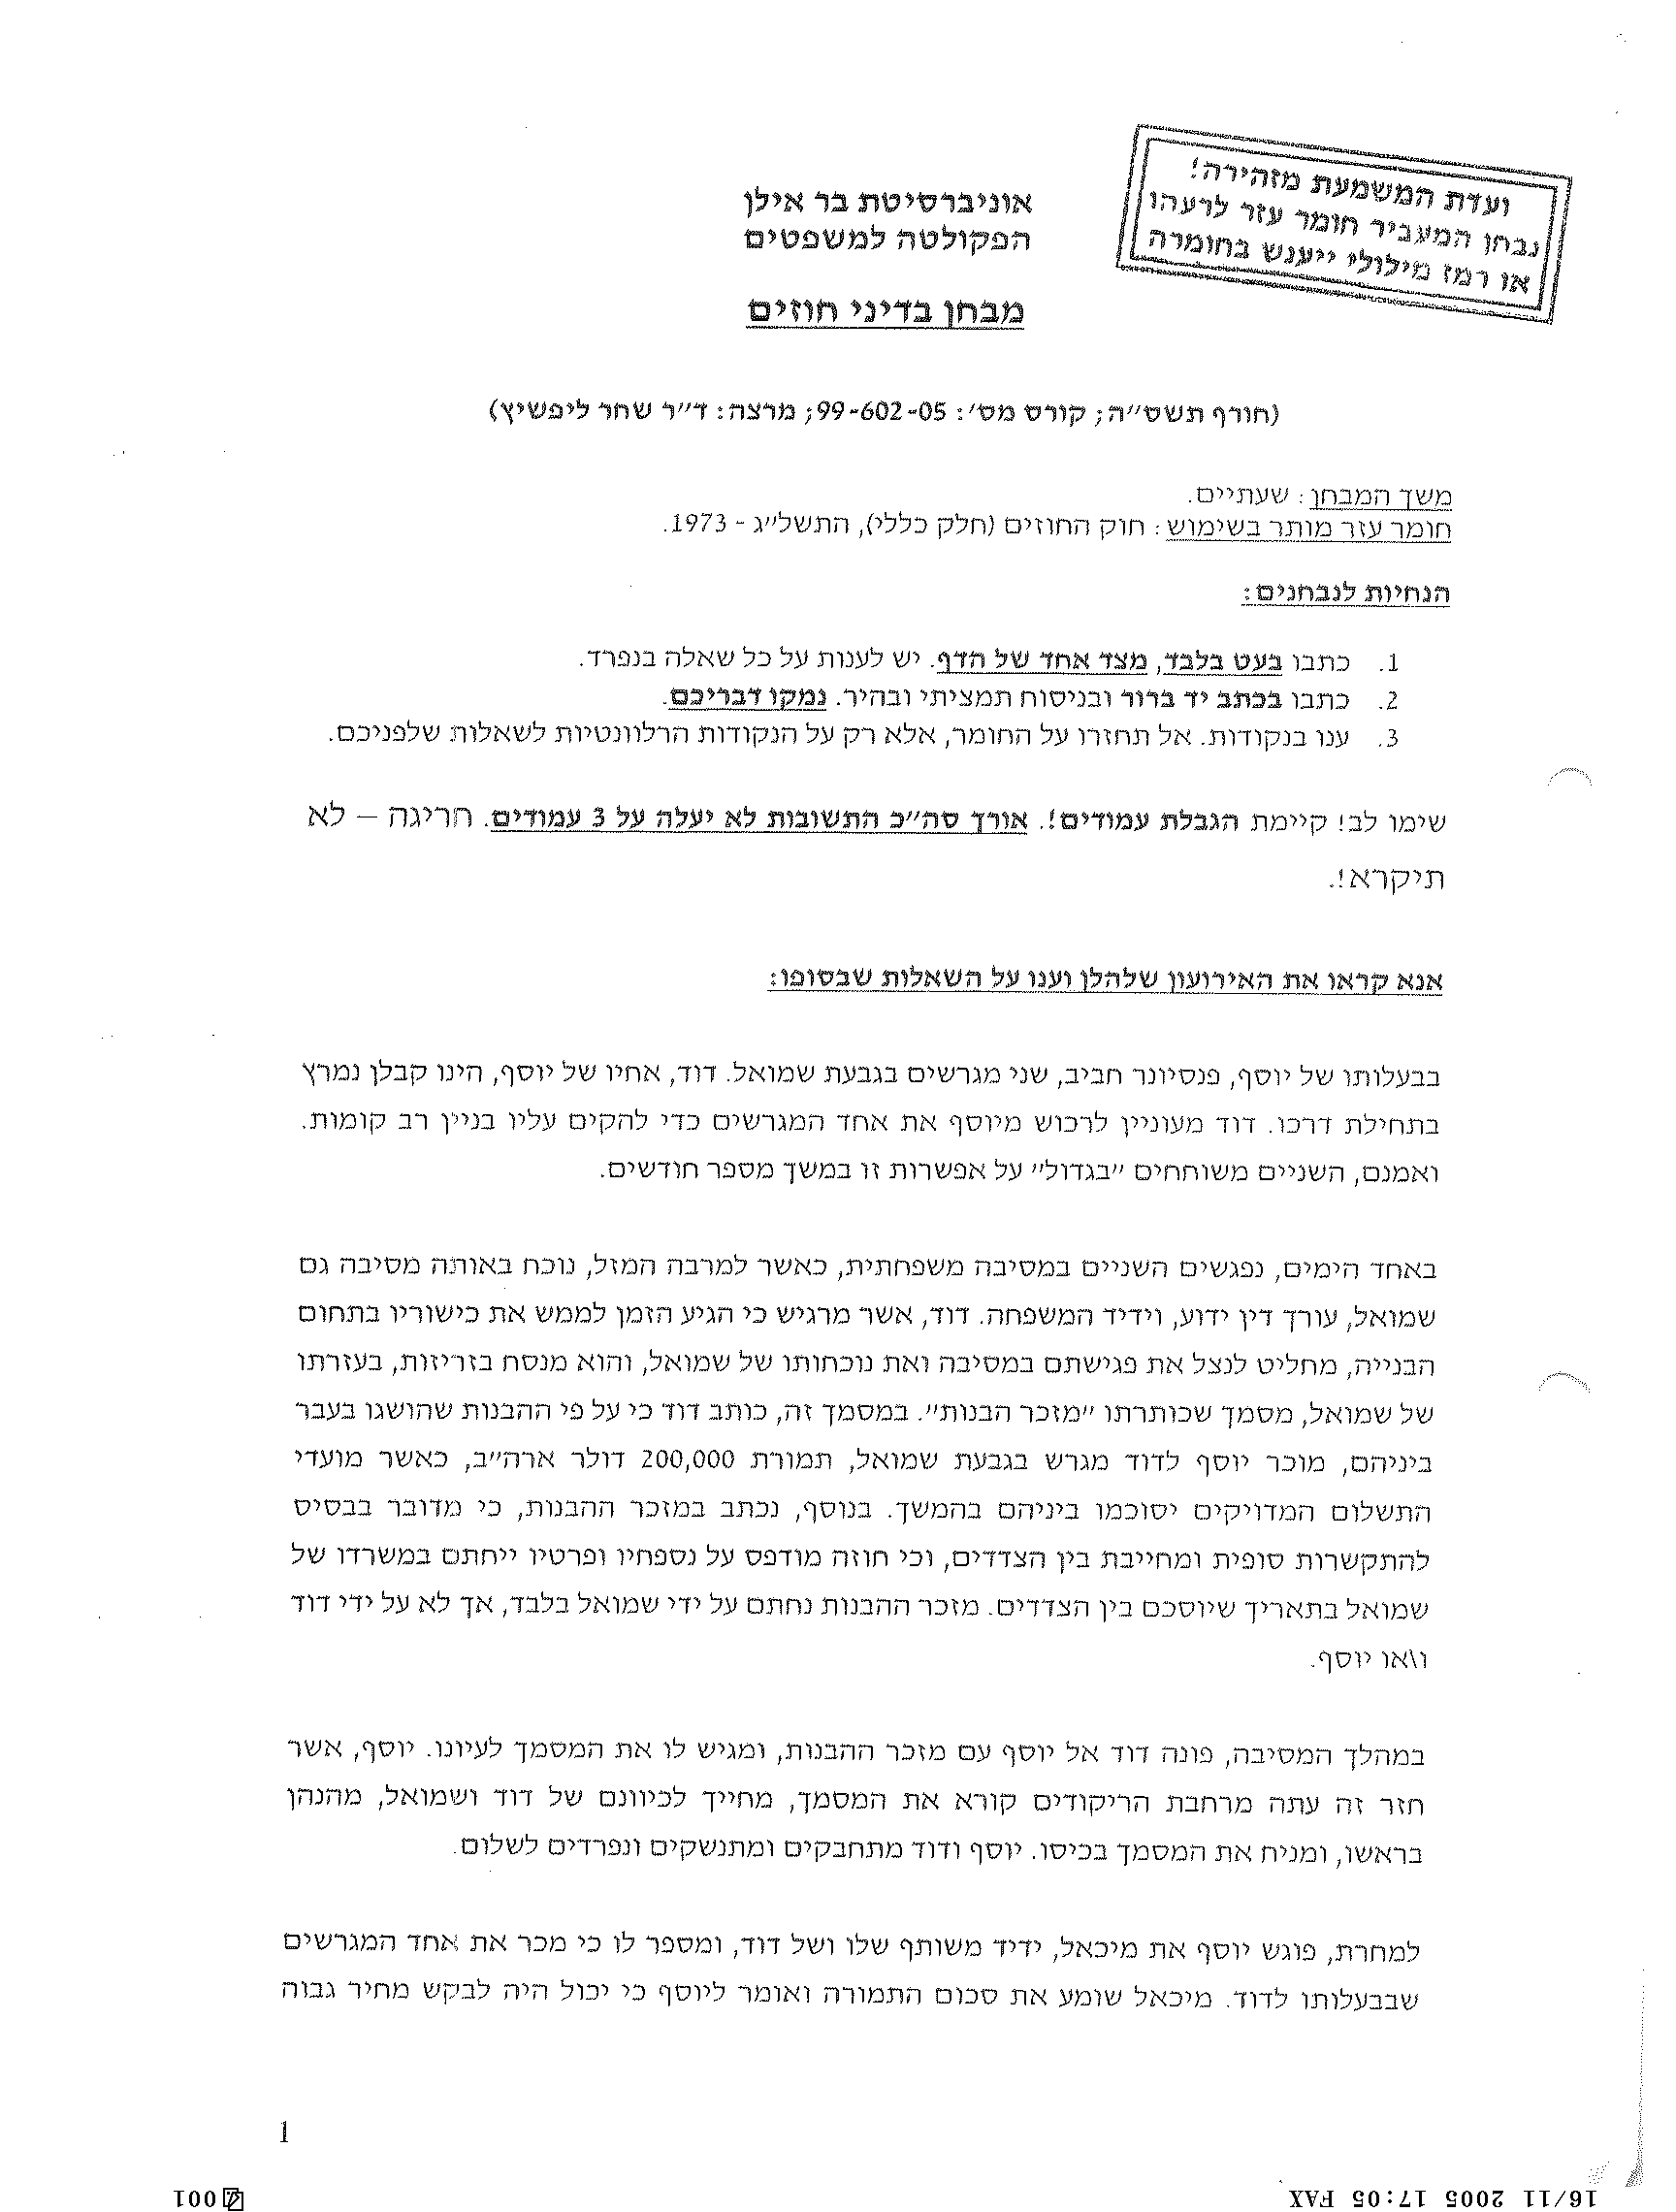 ועדת המשמעת מזהירה!
נבחן המעביר חומר עזר לרעהו
או רמז מילולי ייענש בחומרה
אוניברסיטת בר אילן
הפקולטה למשפטים
מבחן בדיני חוזים
(חורף תשס״ה; קורס מס׳: 99-602-05; מרצה: ד״ר שחר ליפשיץ)
משך המבחן: שעתיים.
חומר עזר מותר בשימוש: חוק החוזים (חלק כללי), התשל״ג - 1973.
הנחיות לנבחנים:
1. כתבו בעט בלבד, מצד אחד של הדף. יש לענות על כל שאלה בנפרד.
2. כתבו בכתב יד ברור ובניסוח תמציתי ובהיר. נמקו דבריכם.
3. ענו בנקודות. אל תחזרו על החומר, אלא רק על הנקודות הרלוונטיות לשאלות שלפניכם.
שימו לב! קיימת הגבלת עמודים!. אורך סה״כ התשובות לא יעלה על 3 עמודים. חריגה – לא
תיקרא!.
אנא קראו את האירועון שלהלן וענו על השאלות שבסופו:
בבעלותו של יוסף, פנסיונר חביב, שני מגרשים בגבעת שמואל. דוד, אחיו של יוסף, הינו קבלן נמרץ
בתחילת דרכו. דוד מעוניין לרכוש מיוסף את אחד המגרשים כדי להקים עליו בניין רב קומות.
ואמנם, השניים משוחחים ״בגדול״ על אפשרות זו במשך מספר חודשים.
באחד הימים, נפגשים השניים במסיבה משפחתית, כאשר למרבה המזל, נוכח באותה מסיבה גם
שמואל, עורך דין ידוע, וידיד המשפחה. דוד, אשר מרגיש כי הגיע הזמן לממש את כישוריו בתחום
הבנייה, מחליט לנצל את פגישתם במסיבה ואת נוכחותו של שמואל, והוא מנסח בזריזות, בעזרתו
של שמואל, מסמך שכותרתו ״מזכר הבנות״. במסמך זה, כותב דוד כי על פי ההבנות שהושגו בעבר
ביניהם, מוכר יוסף לדוד מגרש בגבעת שמואל, תמורת 200,000 דולר ארה״ב, כאשר מועדי
התשלום המדויקים יסוכמו ביניהם בהמשך. בנוסף, נכתב במזכר ההבנות, כי מדובר בבסיס
להתקשרות סופית ומחייבת בין הצדדים, וכי חוזה מודפס על נספחיו ופרטיו ייחתם במשרדו של
שמואל בתאריך שיוסכם בין הצדדים. מזכר ההבנות נחתם על ידי שמואל בלבד, אך לא על ידי דוד
ו\או יוסף.
במהלך המסיבה, פונה דוד אל יוסף עם מזכר ההבנות, ומגיש לו את המסמך לעיונו. יוסף, אשר
חזר זה עתה מרחבת הריקודים קורא את המסמך, מחייך לכיוונם של דוד ושמואל, מהנהן
בראשו, ומניח את המסמך בכיסו. יוסף ודוד מתחבקים ומתנשקים ונפרדים לשלום.
למחרת, פוגש יוסף את מיכאל, ידיד משותף שלו ושל דוד, ומספר לו כי מכר את אחד המגרשים
שבבעלותו לדוד. מיכאל שומע את סכום התמורה ואומר ליוסף כי יכול היה לבקש מחיר גבוה
1
16/11 2005 17:05 FAX
001